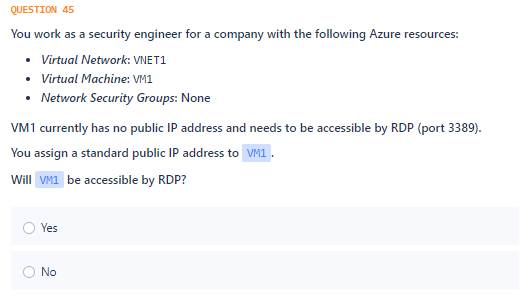 QUESTION 45
You work as a security engineer for a company with the following Azure resources:
• Virtual Network: VNET1
• Virtual Machine: VM1
• Network Security Groups: None
VM1 currently has no public IP address and needs to be accessible by RDP (port 3389).
You assign a standard public IP address to VM1 .
Will VM1 be accessible by RDP?
Yes
No